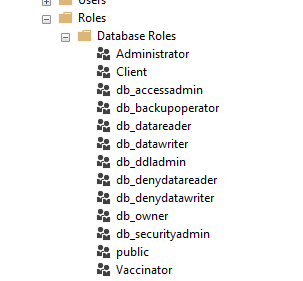 Users
Roles
Database Roles
Administrator
Client
db_accessadmin
db_backupoperator
db_datareader
db_datawriter
db_ddladmin
db_denydatareader
db_denydatawriter
db_owner
db_securityadmin
public
Vaccinator